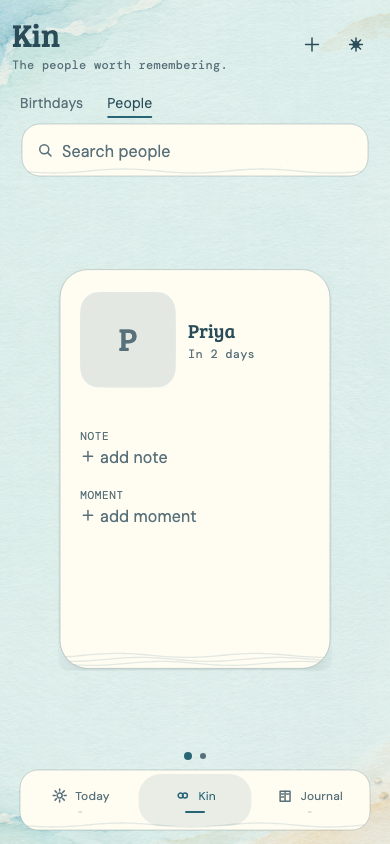 Kin
The people worth remembering.
Birthdays People
Search people
P
Priya
In 2 days
NOTE
+ add note
MOMENT
+ add moment
Today Kin Journal